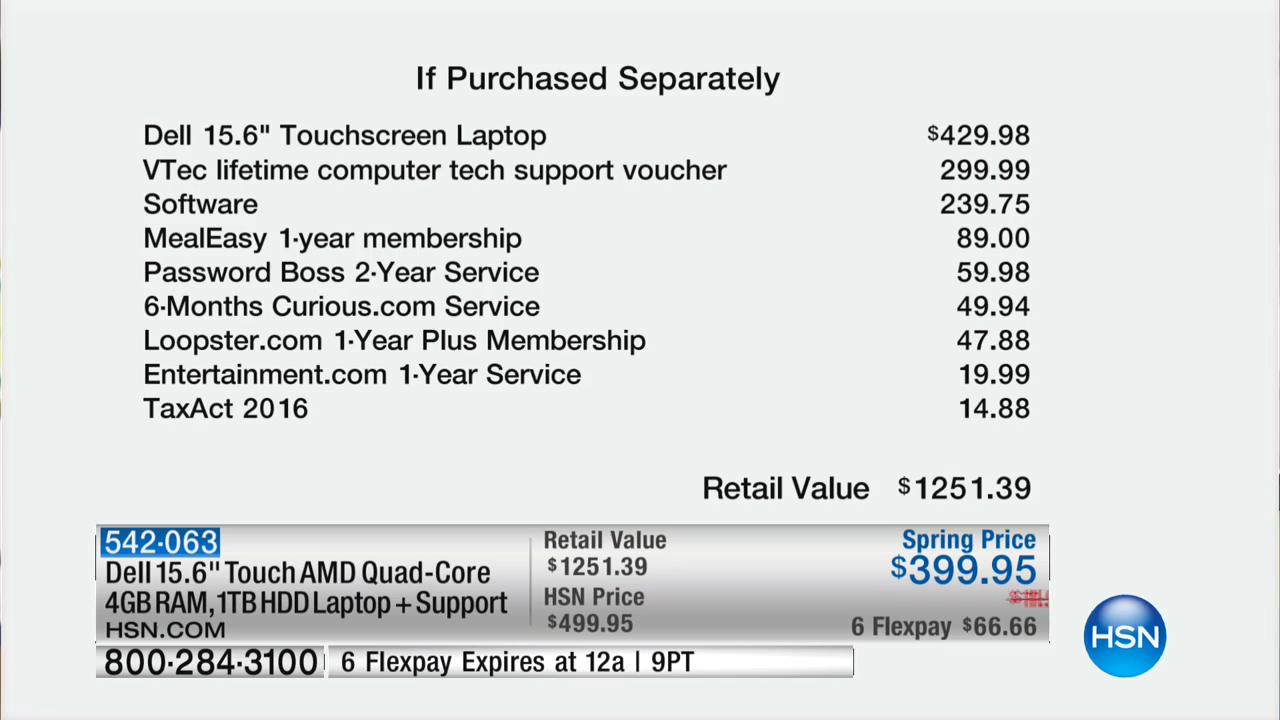 If Purchased Separately
Dell 15.6" Touchscreen Laptop $429.98
VTec lifetime computer tech support voucher 299.99
Software 239.75
MealEasy 1-year membership 89.00
Password Boss 2-Year Service 59.98
6-Months Curious.com Service 49.94
Loopster.com 1-Year Plus Membership 47.88
Entertainment.com 1-Year Service 19.99
TaxAct 2016 14.88
Retail Value $1251.39
542-063
Dell 15.6" Touch AMD Quad-Core
4GB RAM, 1TB HDD Laptop + Support
HSN.COM
Retail Value
$1251.39
HSN Price
$499.95
Spring Price
$399.95
6 Flexpay $66.66
800-284-3100
6 Flexpay Expires at 12a | 9PT
HSN